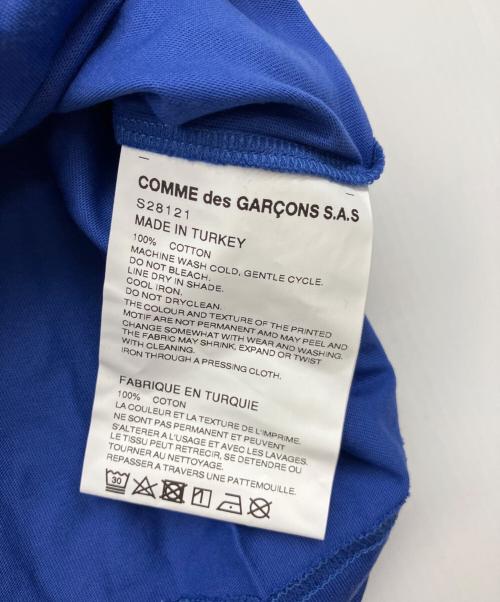 COMME des GARÇONS S.A.S
S28121
MADE IN TURKEY
100% COTTON
MACHINE WASH COLD, GENTLE CYCLE.
DO NOT BLEACH.
LINE DRY IN SHADE.
COOL IRON.
DO NOT DRYCLEAN.
THE COLOUR AND TEXTURE OF THE PRINTED
MOTIF ARE NOT PERMANENT AMD MAY PEEL AND
CHANGE SOMEWHAT WITH WEAR AND WASHING.
THE FABRIC MAY SHRINK, EXPAND OR TWIST
WITH CLEANING.
IRON THROUGH A PRESSING CLOTH.
FABRIQUE EN TURQUIE
100% COTON
LA COULEUR ET LA TEXTURE DE L'IMPRIME.
NE SONT PAS PERMANENT ET PEUVENT
S'ALTERER A L'USAGE ET AVEC LES LAVAGES.
LE TISSU PEUT RETRECIR, SE DETENDRE OU
TOURNER AU NETTOYAGE.
REPASSER A TRAVERS UNE PATTEMOUILLE.
30